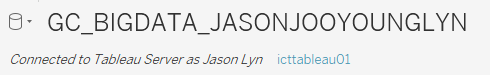 GC_BIGDATA_JASONJOOYOUNGLYN
Connected to Tableau Server as Jason Lyn icttableau01